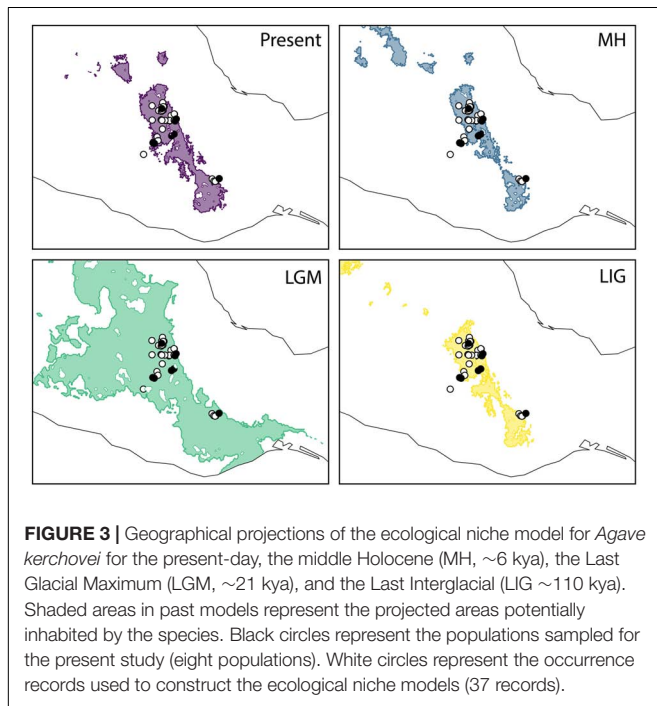 Present
MH
LGM
LIG
FIGURE 3 | Geographical projections of the ecological niche model for Agave
kerchovei for the present-day, the middle Holocene (MH, ~6 kya), the Last
Glacial Maximum (LGM, ~21 kya), and the Last Interglacial (LIG ~110 kya).
Shaded areas in past models represent the projected areas potentially
inhabited by the species. Black circles represent the populations sampled for
the present study (eight populations). White circles represent the occurrence
records used to construct the ecological niche models (37 records).